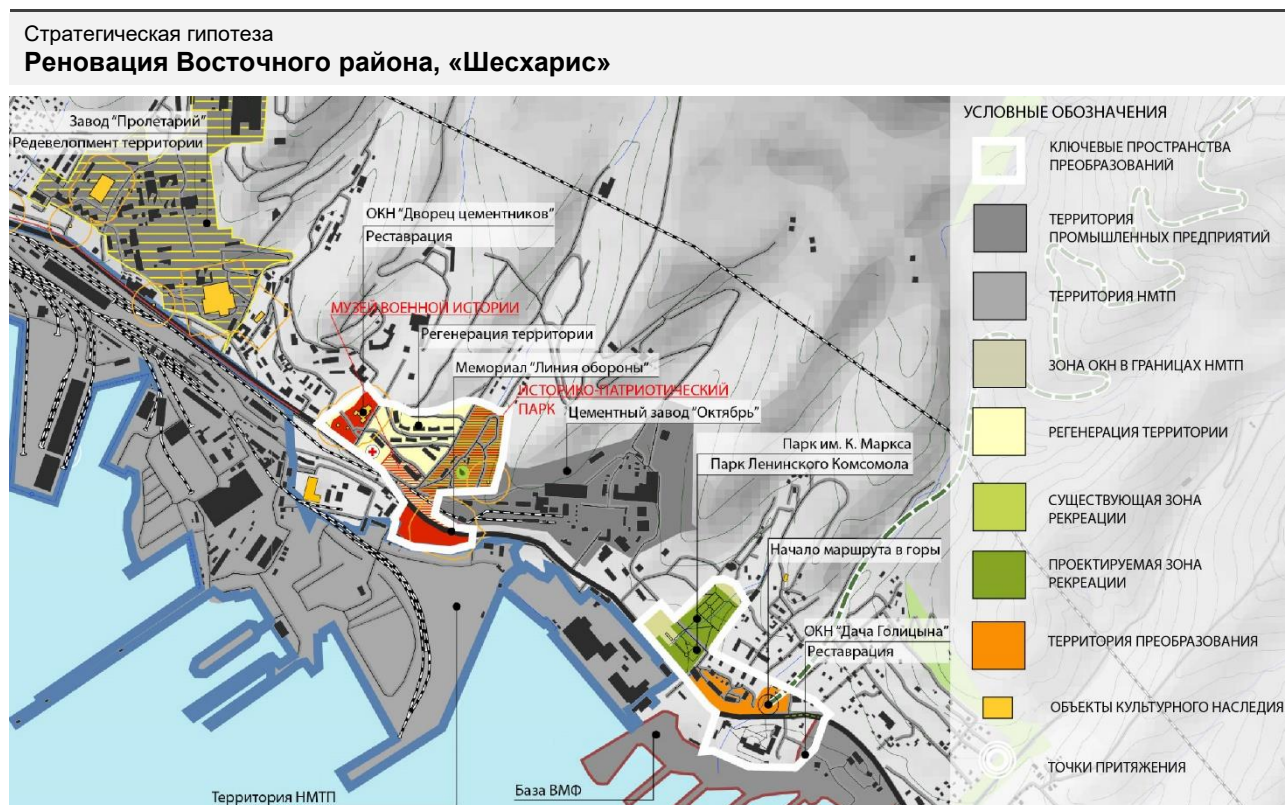 Стратегическая гипотеза
Реновация Восточного района, «Шесхарис»
Завод "Пролетарий"
Редевелопмент территории
ОКН "Дворец цементников"
Реставрация
МУЗЕЙ ВОЕННОЙ ИСТОРИИ
Регенерация территории
Мемориал "Линия обороны"
ИСТОРИКО-ПАТРИОТИЧЕСКИЙ
ПАРК
Цементный завод "Октябрь"
Парк им. К. Маркса
Парк Ленинского Комсомола
Начало маршрута в горы
ОКН "Дача Голицына"
Реставрация
База ВМФ
Территория НМТП
УСЛОВНЫЕ ОБОЗНАЧЕНИЯ
КЛЮЧЕВЫЕ ПРОСТРАНСТВА
ПРЕОБРАЗОВАНИЙ
ТЕРРИТОРИЯ
ПРОМЫШЛЕННЫХ ПРЕДПРИЯТИЙ
ТЕРРИТОРИЯ НМТП
ЗОНА ОКН В ГРАНИЦАХ НМТП
РЕГЕНЕРАЦИЯ ТЕРРИТОРИИ
СУЩЕСТВУЮЩАЯ ЗОНА
РЕКРЕАЦИИ
ПРОЕКТИРУЕМАЯ ЗОНА
РЕКРЕАЦИИ
ТЕРРИТОРИЯ ПРЕОБРАЗОВАНИЯ
ОБЪЕКТЫ КУЛЬТУРНОГО НАСЛЕДИЯ
ТОЧКИ ПРИТЯЖЕНИЯ